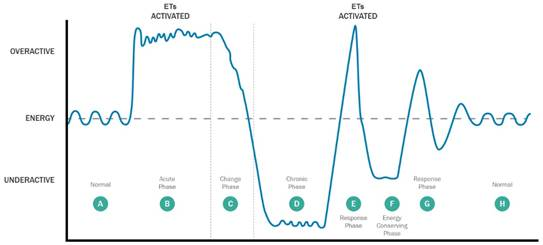 ETs
ACTIVATED
ETs
ACTIVATED
OVERACTIVE
ENERGY
UNDERACTIVE
Normal
Acute
Phase
Change
Phase
Chronic
Phase
Response
Phase
Normal
A
B
C
D
E
F
G
H
Response
Phase
Energy
Conserving
Phase